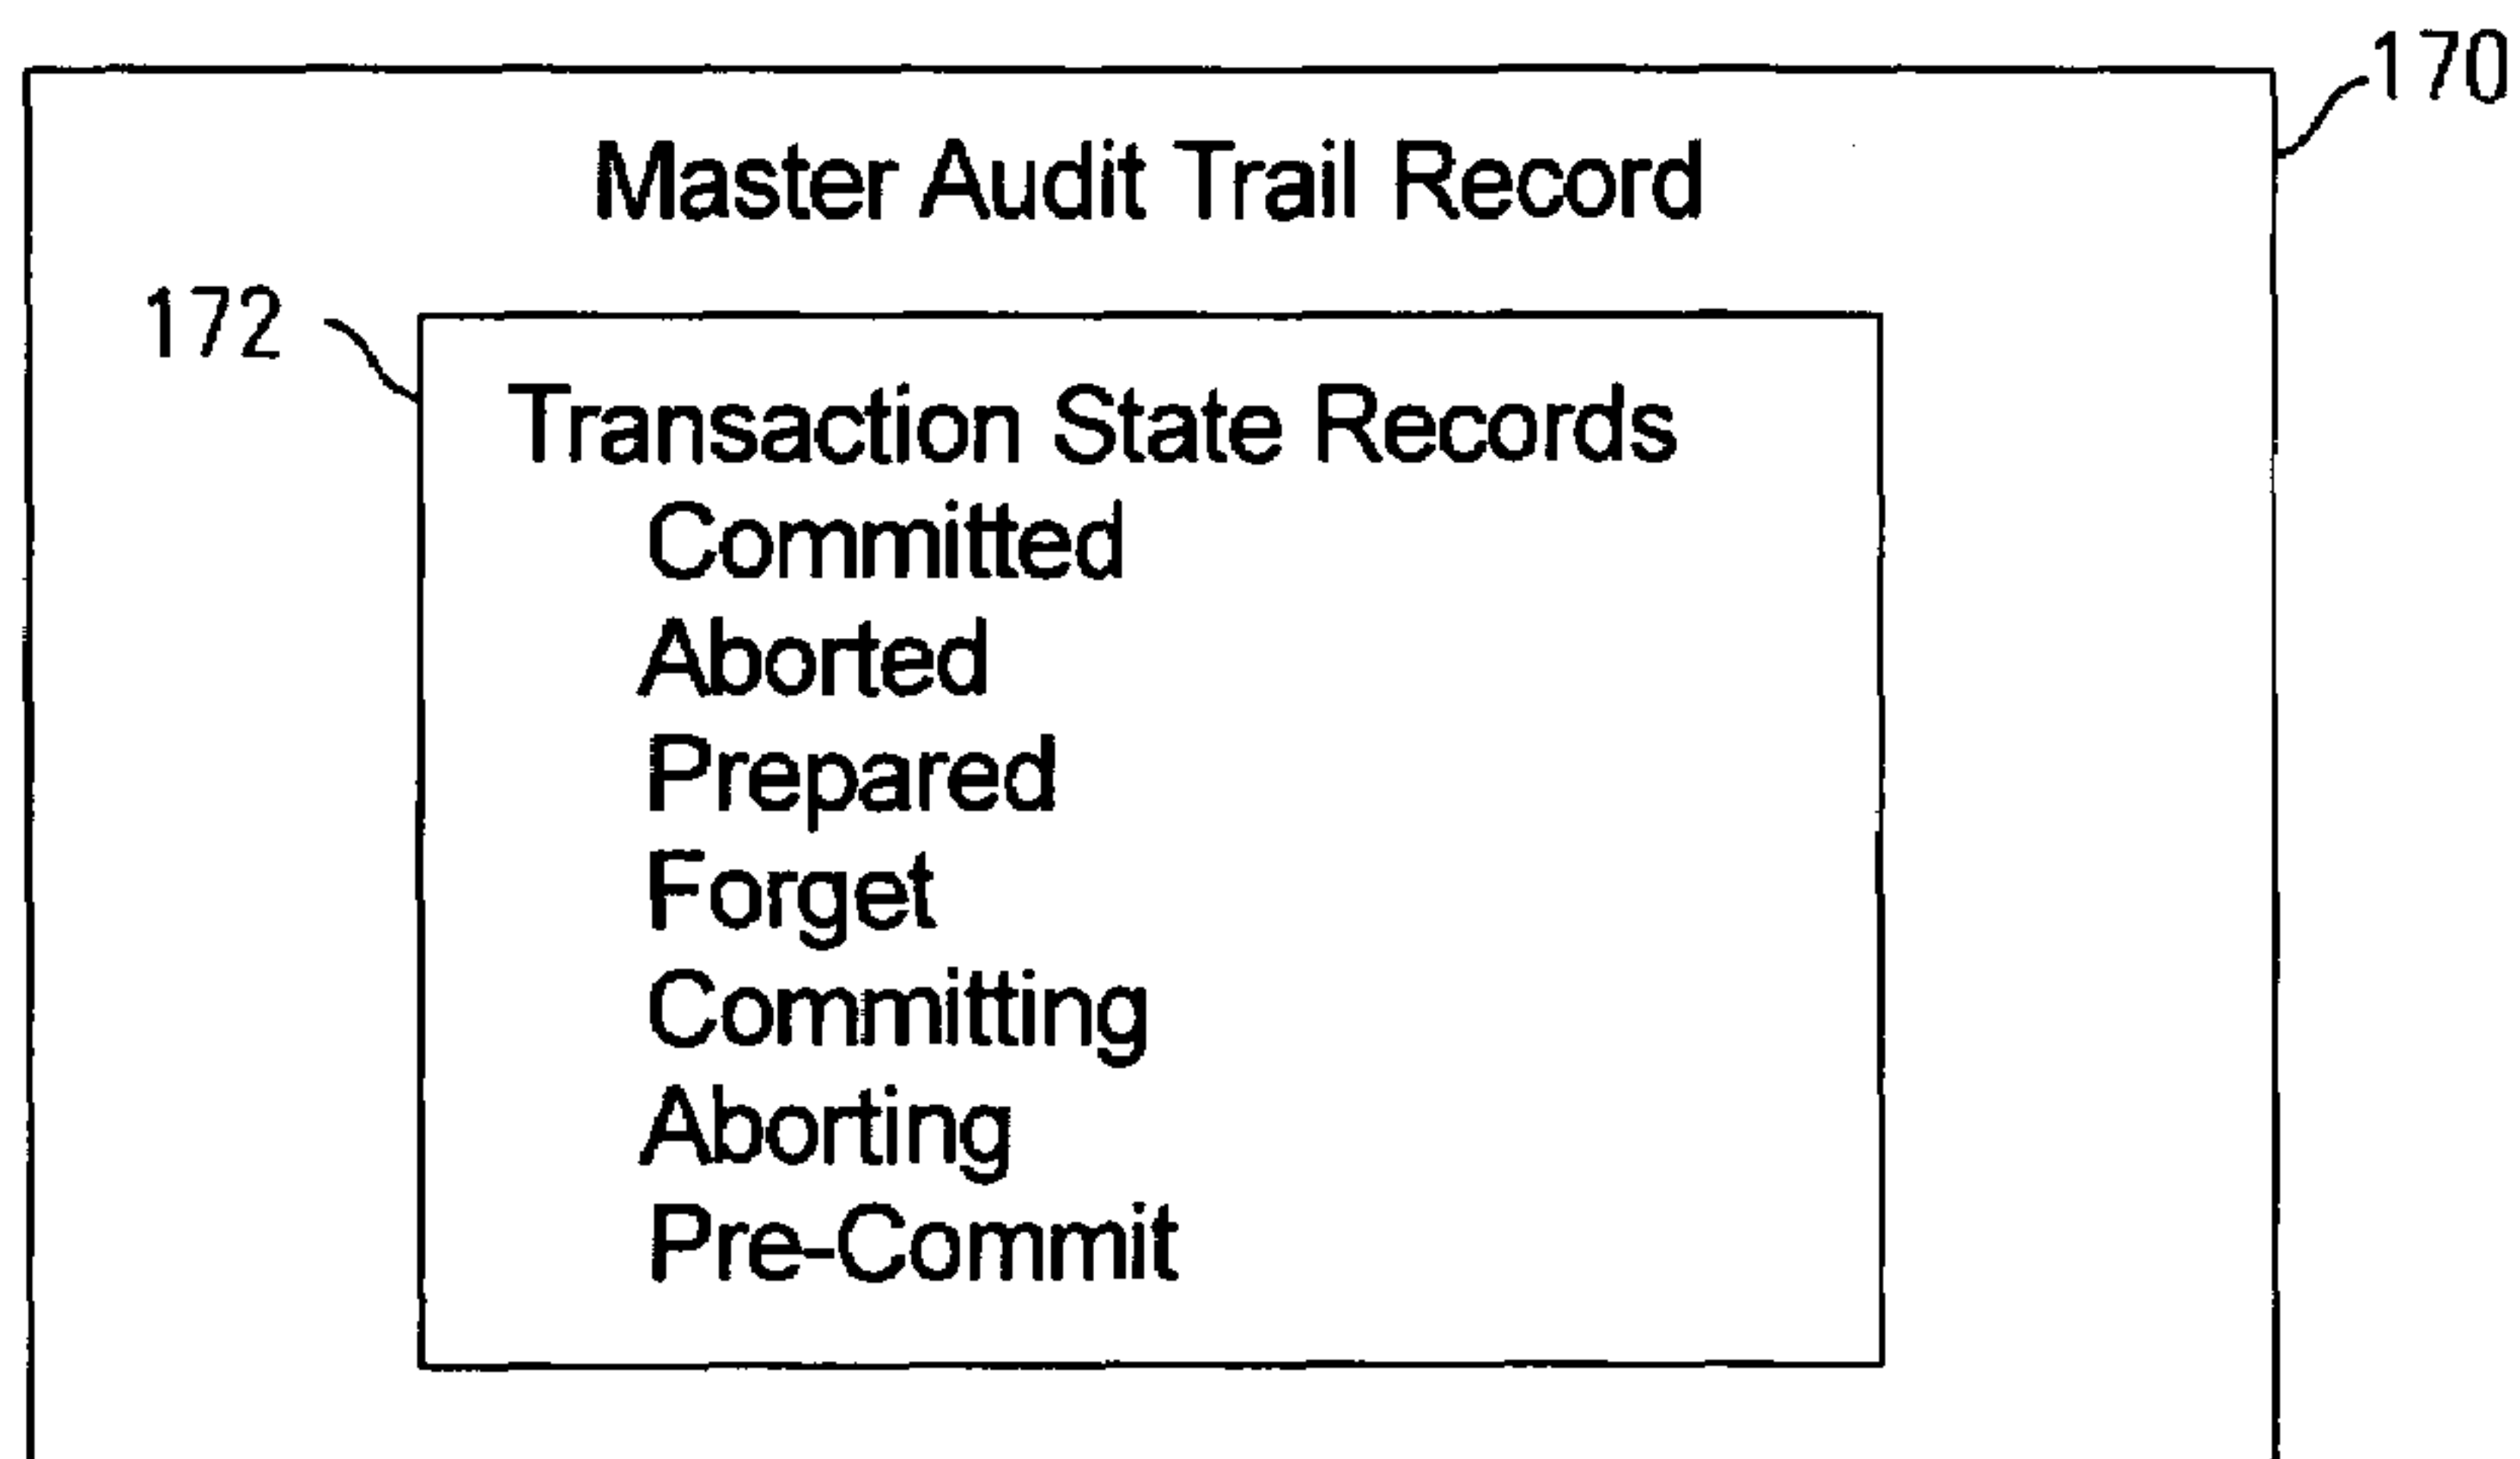 170
Master Audit Trail Record
172
Transaction State Records
Committed
Aborted
Prepared
Forget
Committing
Aborting
Pre-Commit